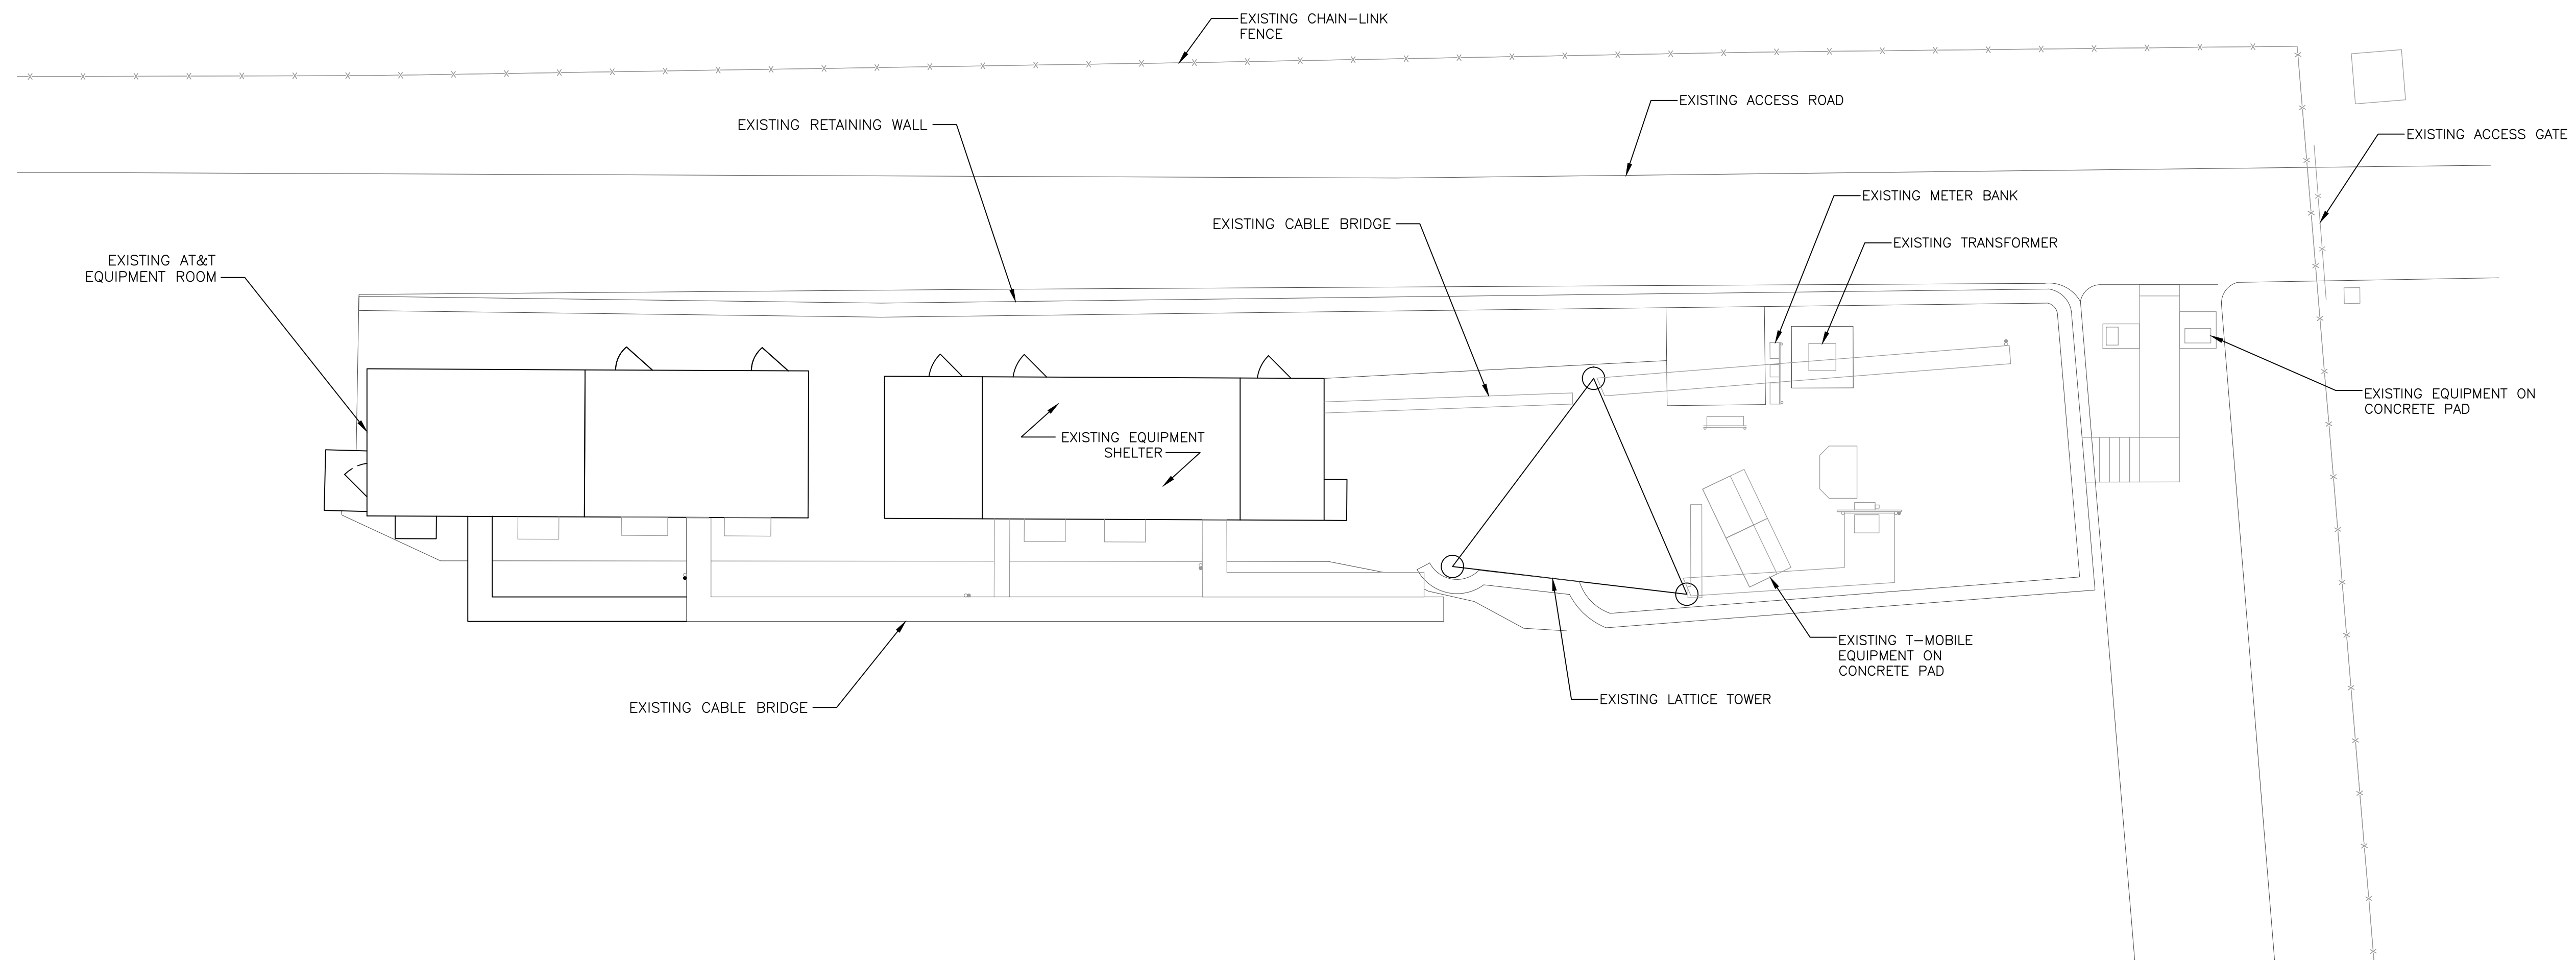 EXISTING CHAIN-LINK
FENCE
EXISTING ACCESS ROAD
EXISTING RETAINING WALL
EXISTING ACCESS GATE
EXISTING METER BANK
EXISTING CABLE BRIDGE
EXISTING TRANSFORMER
EXISTING AT&T
EQUIPMENT ROOM
EXISTING EQUIPMENT ON
CONCRETE PAD
EXISTING EQUIPMENT
SHELTER
EXISTING T-MOBILE
EQUIPMENT ON
CONCRETE PAD
EXISTING LATTICE TOWER
EXISTING CABLE BRIDGE